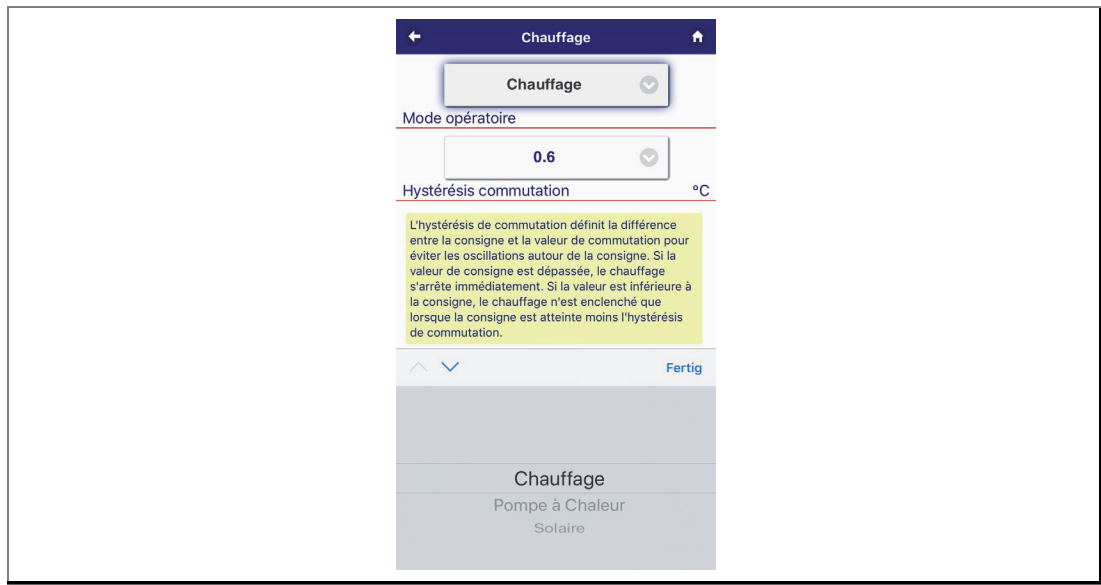 Chauffage
Chauffage
Mode opératoire
0.6
Hystérésis commutation °C
L'hystérésis de commutation définit la différence
entre la consigne et la valeur de commutation pour
éviter les oscillations autour de la consigne. Si la
valeur de consigne est dépassée, le chauffage
s'arrête immédiatement. Si la valeur est inférieure à
la consigne, le chauffage n'est enclenché que
lorsque la consigne est atteinte moins l'hystérésis
de commutation.
Fertig
Chauffage
Pompe à Chaleur
Solaire